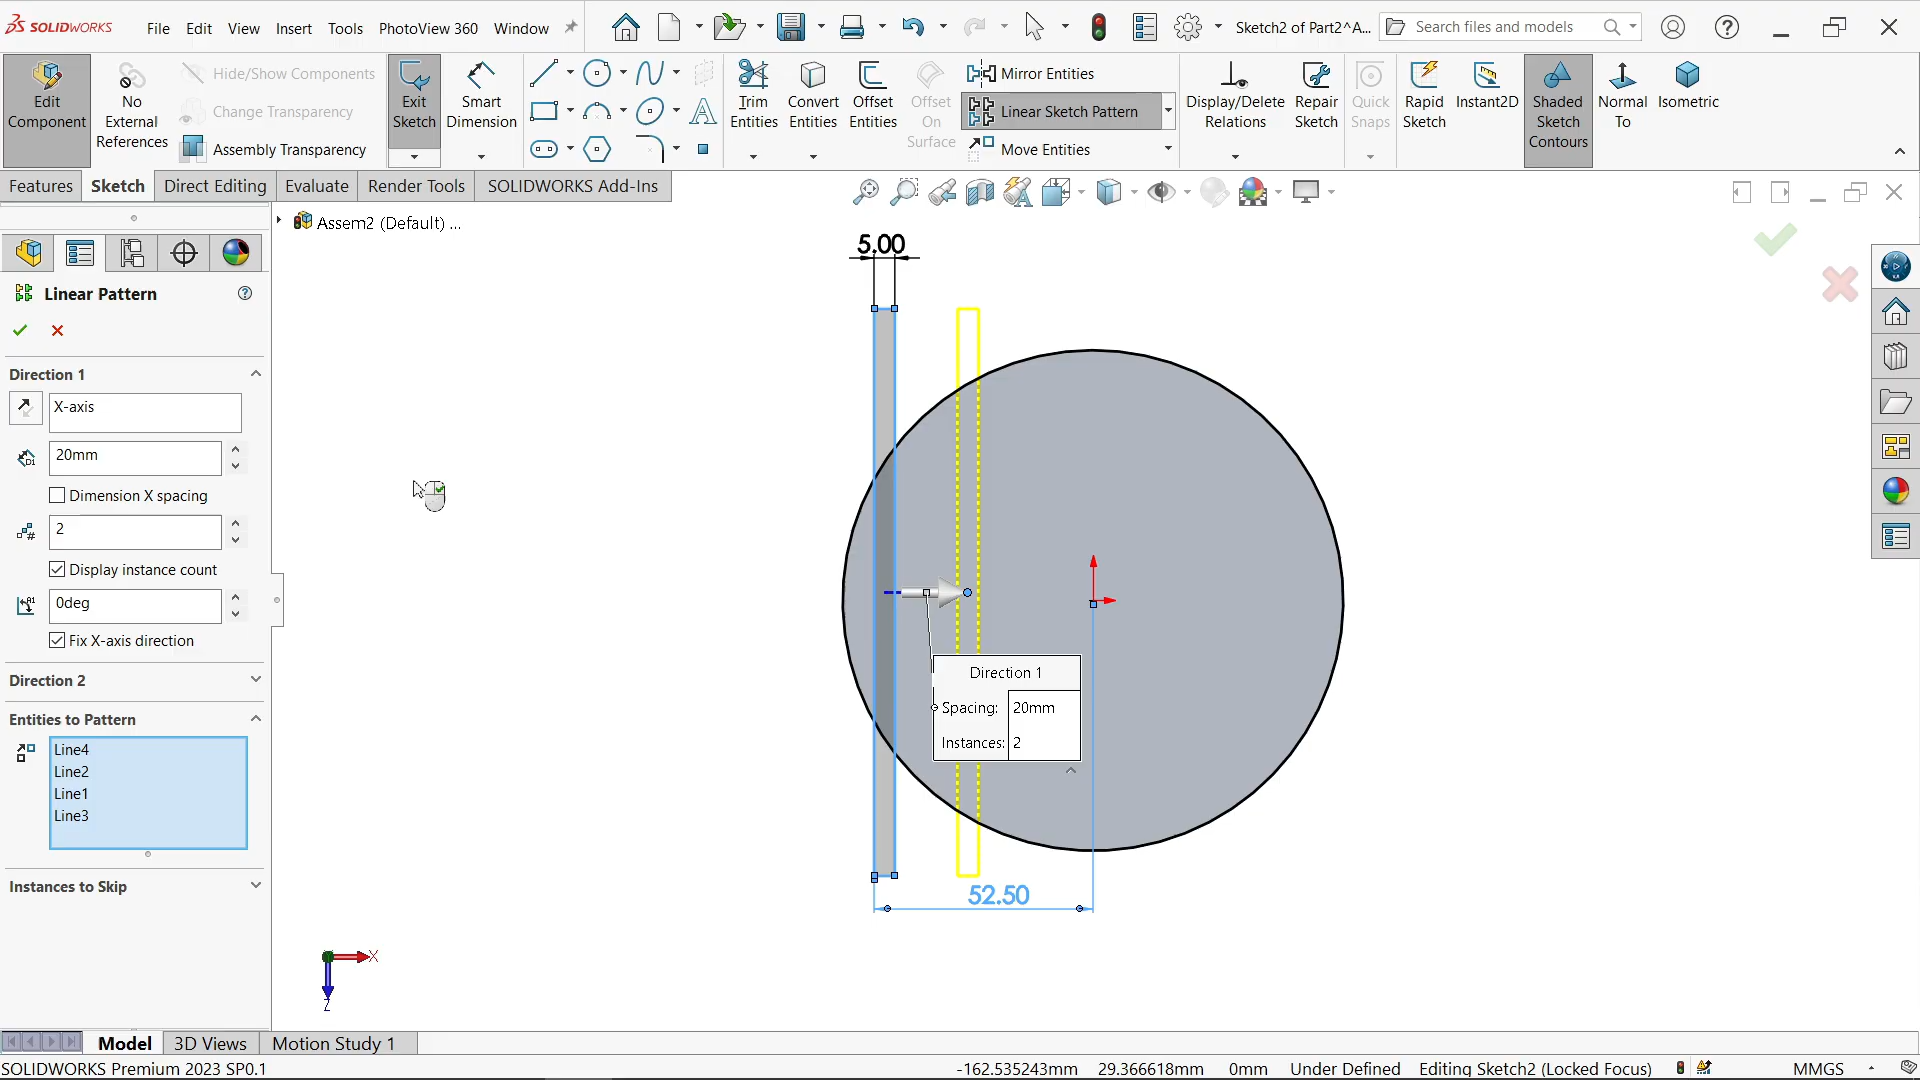 SOLIDWORKS File Edit View Insert Tools PhotoView 360 Window Sketch2 of Part2^A... Search files and models
Edit Component
No External References
Hide/Show Components
Change Transparency
Assembly Transparency
Exit Sketch
Smart Dimension
Trim Entities
Convert Entities
Offset Entities
Offset On Surface
Mirror Entities
Linear Sketch Pattern
Move Entities
Display/Delete Relations
Repair Sketch
Quick Snaps
Rapid Sketch
Instant2D
Shaded Sketch Contours
Normal To
Isometric
Features Sketch Direct Editing Evaluate Render Tools SOLIDWORKS Add-Ins
Assem2 (Default) ...
Linear Pattern
Direction 1
X-axis
20mm
Dimension X spacing
2
Display instance count
0deg
Fix X-axis direction
Direction 2
Entities to Pattern
Line4
Line2
Line1
Line3
Instances to Skip
5.00
Direction 1
Spacing: 20mm
Instances: 2
52.50
X
Z
Model 3D Views Motion Study 1
SOLIDWORKS Premium 2023 SP0.1 -162.535243mm 29.366618mm 0mm Under Defined Editing Sketch2 (Locked Focus) MMGS